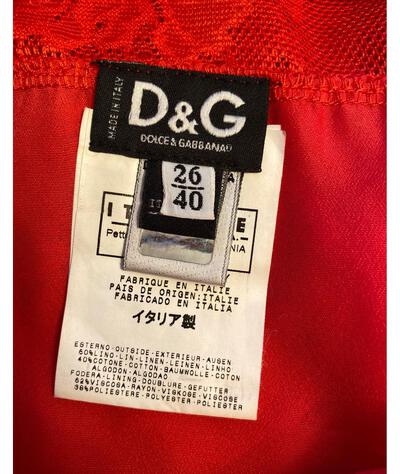 MADE IN ITALY
D&G
DOLCE & GABBANA
26
40
FABRIQUE EN ITALIE
PAIS DE ORIGEN:ITALIE
FABRICADO EN ITALIA
イタリア製
ESTERNO-OUTSIDE-EXTERIEUR-AUSEN
60%LINO-LIN-LINEN-LEINEN-LINHO
40%COTONE-COTTON-BAUMWOLLE-COTON
ALGODON-ALGODAO
FODERA-LINING-DOUBLURE-GEFUTTER
62%VISCOSA-RAYON-VISKOSE-VISCOSE
38%POLIESTERE-POLYESTER-POLIESTER